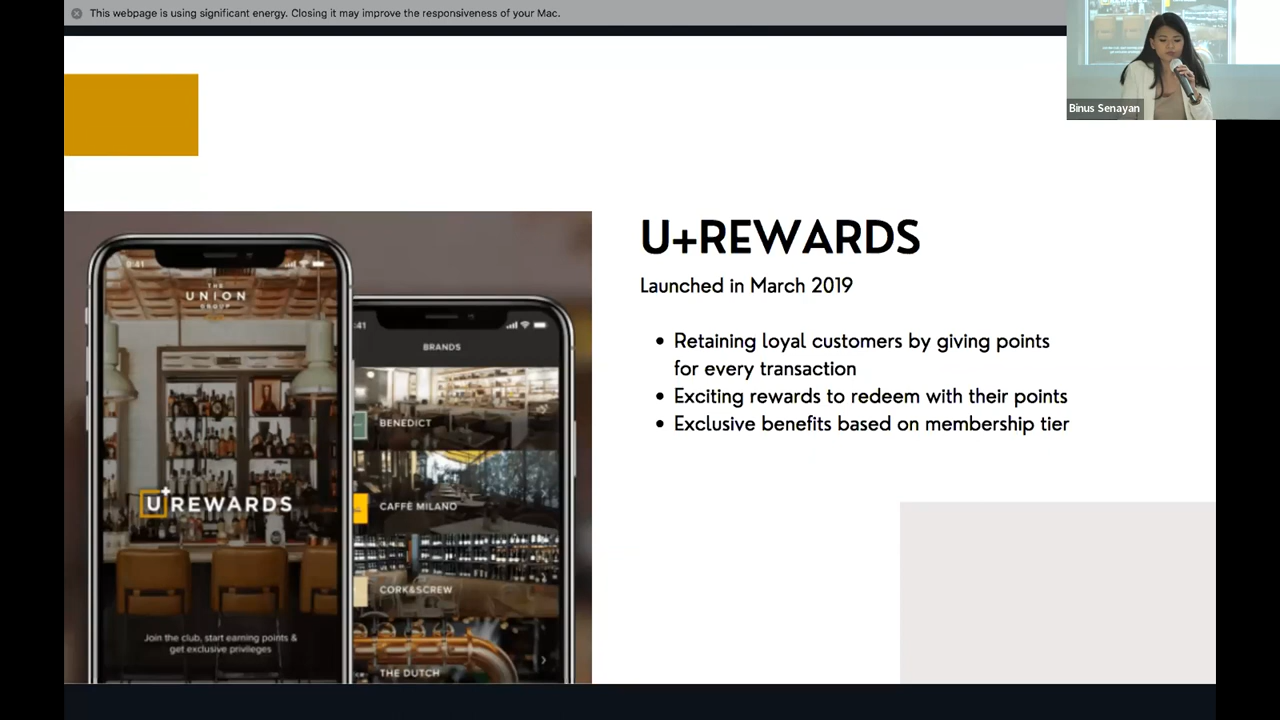 This webpage is using significant energy. Closing it may improve the responsiveness of your Mac.
Binus Senayan
U+REWARDS
Launched in March 2019
• Retaining loyal customers by giving points
for every transaction
• Exciting rewards to redeem with their points
• Exclusive benefits based on membership tier
9:41
THE
UNION
GROUP
U+REWARDS
Join the club, start earning points &
get exclusive privileges
:41
BRANDS
BENEDICT
CAFFÈ MILANO
CORK&SCREW
THE DUTCH